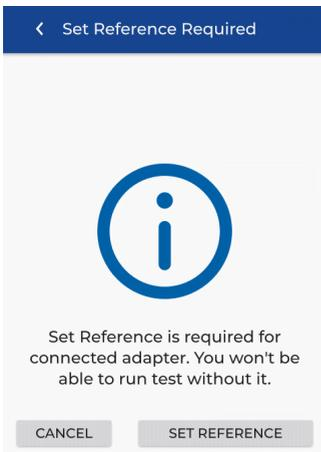 Set Reference Required
Set Reference is required for
connected adapter. You won't be
able to run test without it.
CANCEL SET REFERENCE